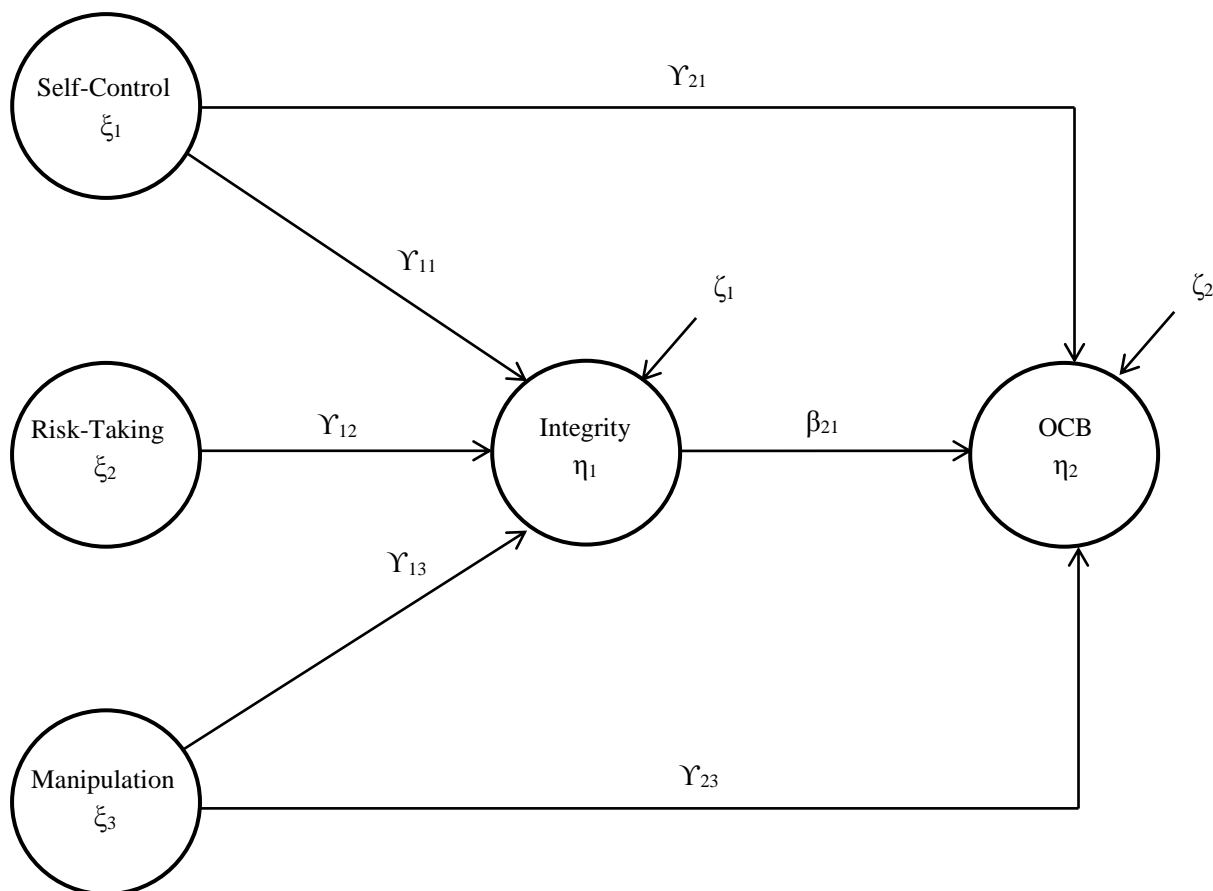 Self-Control
ξ₁
ϒ₂₁
ϒ₁₁
ζ₁
ζ₂
Risk-Taking
ξ₂
ϒ₁₂
Integrity
η₁
β₂₁
OCB
η₂
ϒ₁₃
Manipulation
ξ₃
ϒ₂₃